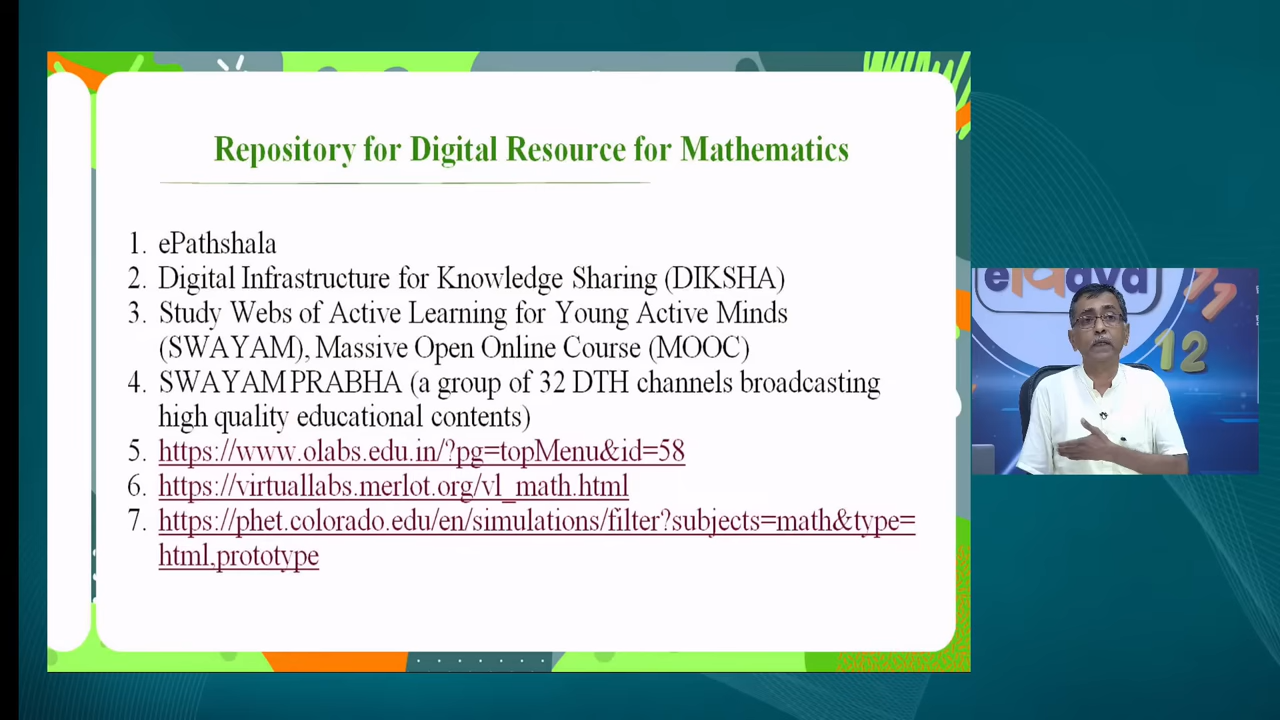 Repository for Digital Resource for Mathematics
1. ePathshala
2. Digital Infrastructure for Knowledge Sharing (DIKSHA)
3. Study Webs of Active Learning for Young Active Minds
(SWAYAM), Massive Open Online Course (MOOC)
4. SWAYAM PRABHA (a group of 32 DTH channels broadcasting
high quality educational contents)
5. https://www.olabs.edu.in/?pg=topMenu&id=58
6. https://virtuallabs.merlot.org/vl_math.html
7. https://phet.colorado.edu/en/simulations/filter?subjects=math&type=
html,prototype
eविद्या
12